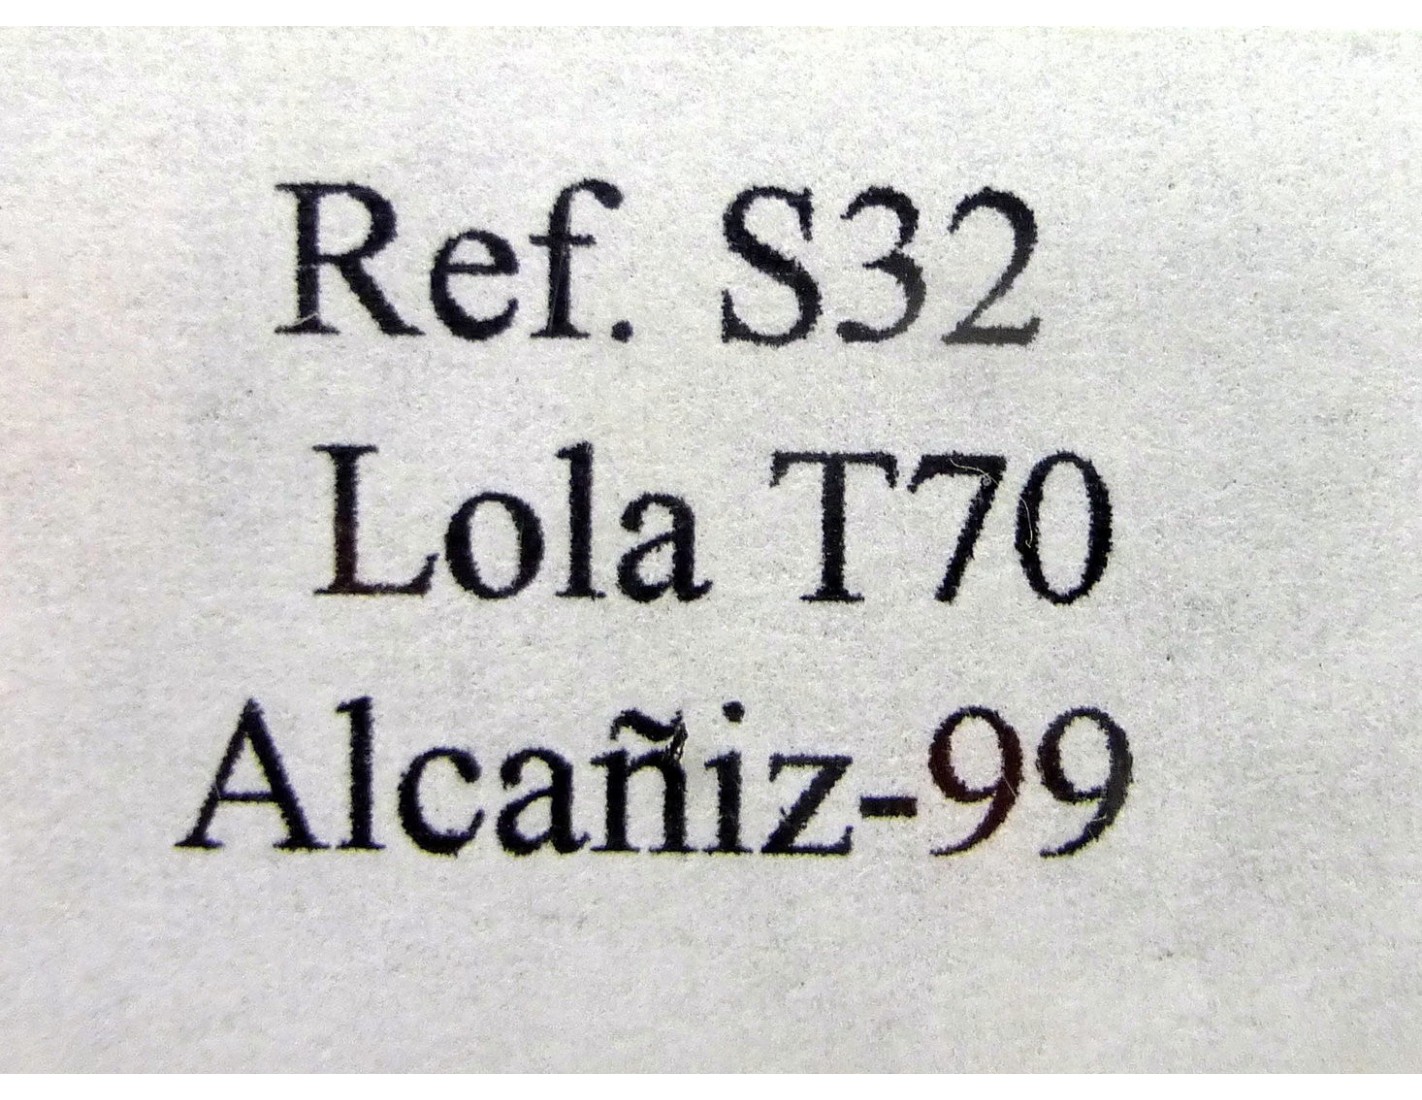 Ref. S32
Lola T70
Alcañiz-99